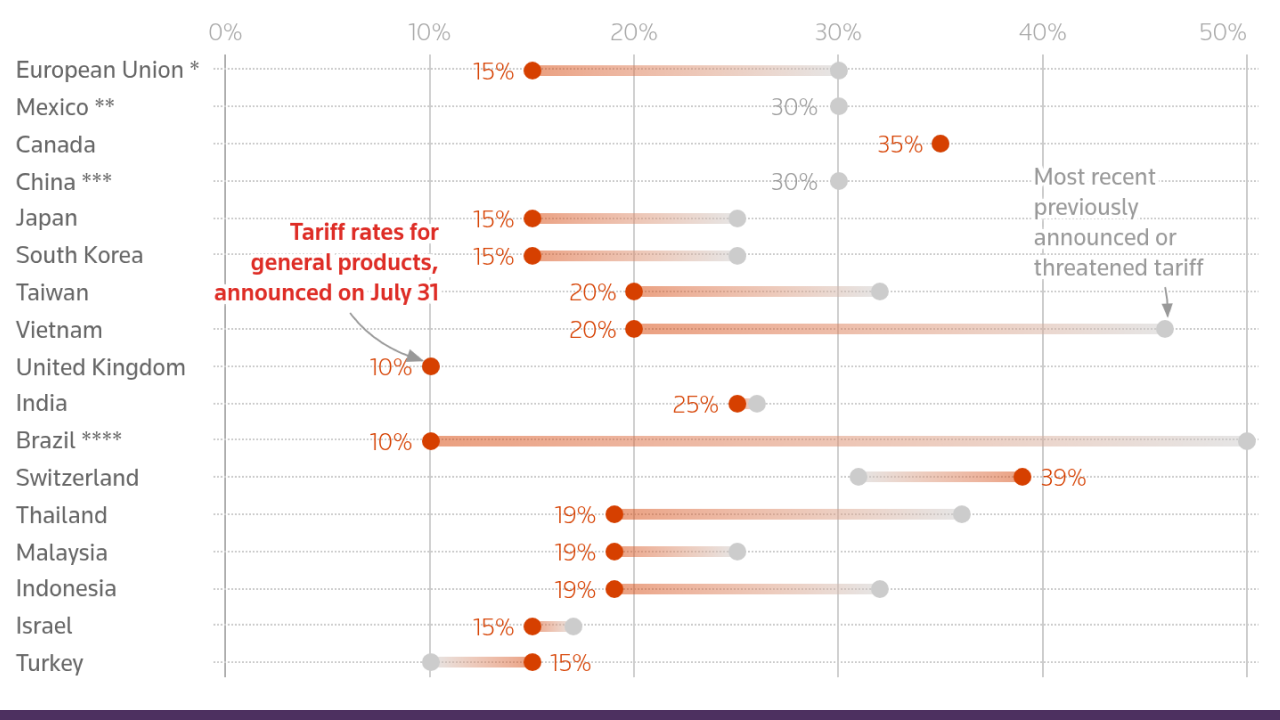 0% 10% 20% 30% 40% 50%
European Union * 15%
Mexico ** 30%
Canada 35%
China *** 30%
Most recent
previously
announced or
threatened tariff
Japan 15%
Tariff rates for
general products,
announced on July 31
South Korea 15%
Taiwan 20%
Vietnam 20%
United Kingdom 10%
India 25%
Brazil **** 10%
Switzerland 39%
Thailand 19%
Malaysia 19%
Indonesia 19%
Israel 15%
Turkey 15%